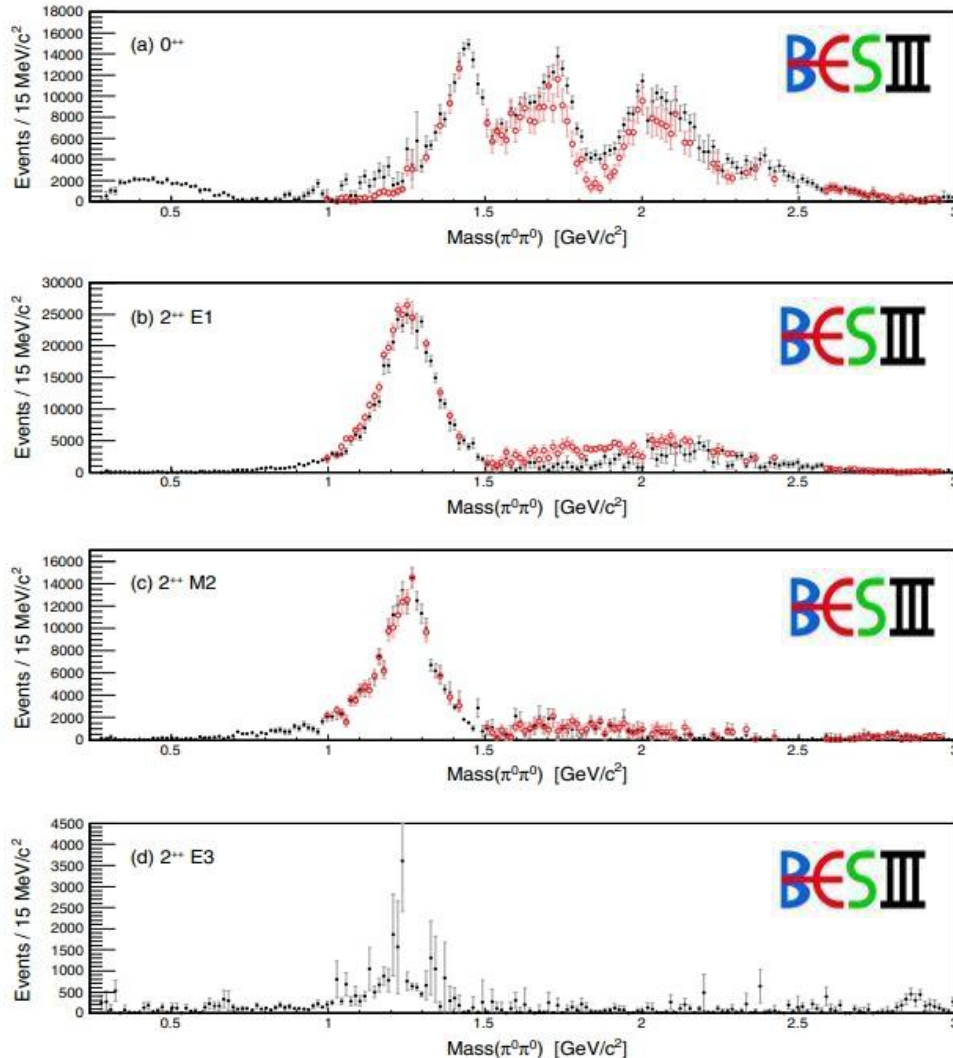 18000
16000
14000
12000
10000
8000
6000
4000
2000
0
Events / 15 MeV/c²
(a) 0⁺⁺
BESIII
0.5 1 1.5 2 2.5 3
Mass(π⁰π⁰) [GeV/c²]
30000
25000
20000
15000
10000
5000
0
Events / 15 MeV/c²
(b) 2⁺⁺ E1
BESIII
0.5 1 1.5 2 2.5 3
Mass(π⁰π⁰) [GeV/c²]
16000
14000
12000
10000
8000
6000
4000
2000
0
Events / 15 MeV/c²
(c) 2⁺⁺ M2
BESIII
0.5 1 1.5 2 2.5 3
Mass(π⁰π⁰) [GeV/c²]
4500
4000
3500
3000
2500
2000
1500
1000
500
0
Events / 15 MeV/c²
(d) 2⁺⁺ E3
BESIII
0.5 1 1.5 2 2.5 3
Mass(π⁰π⁰) [GeV/c²]